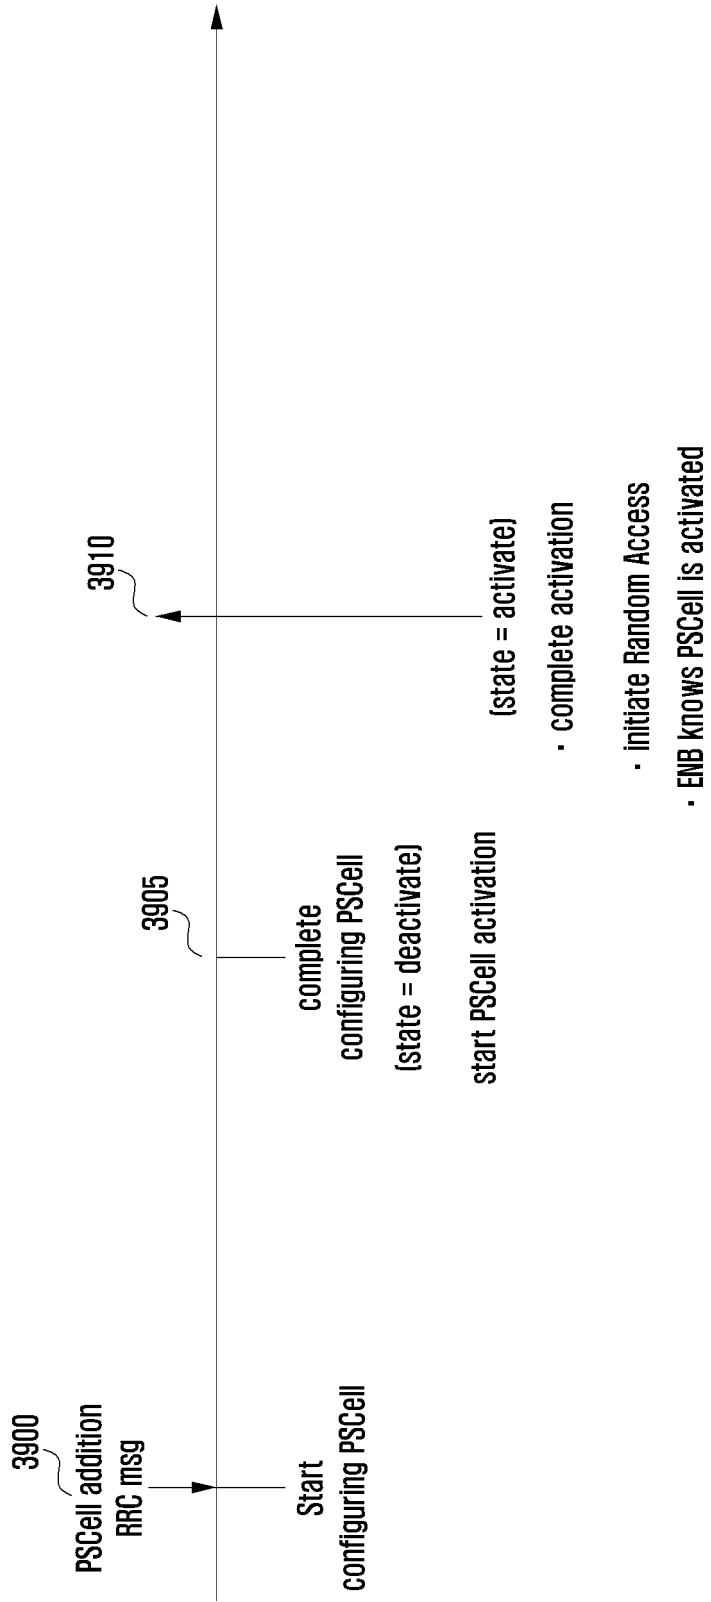 3900
PSCell addition
RRC msg
Start
configuring PSCell
3905
complete
configuring PSCell
(state = deactivate)
start PSCell activation
3910
(state = activate)
· complete activation
· initiate Random Access
· ENB knows PSCell is activated